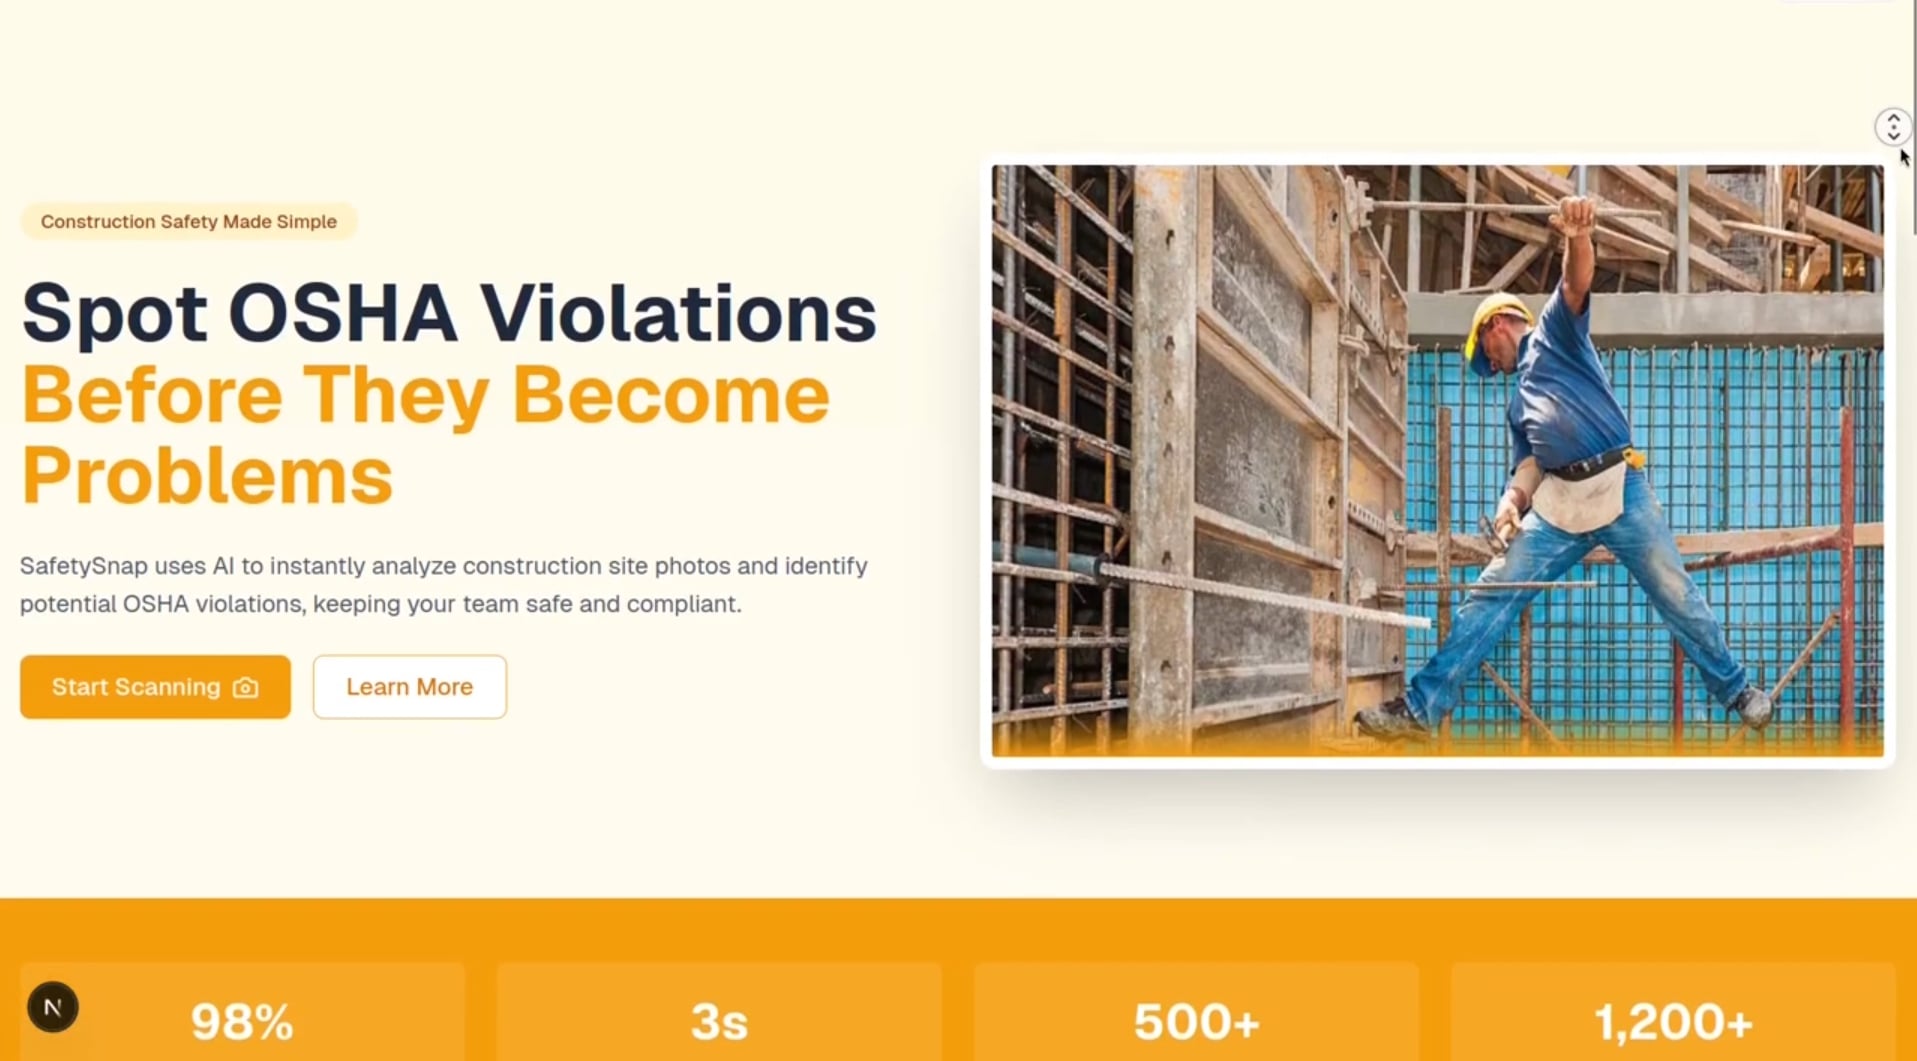 Construction Safety Made Simple
Spot OSHA Violations
Before They Become
Problems
SafetySnap uses AI to instantly analyze construction site photos and identify
potential OSHA violations, keeping your team safe and compliant.
Start Scanning
Learn More
98%
3s
500+
1,200+
N